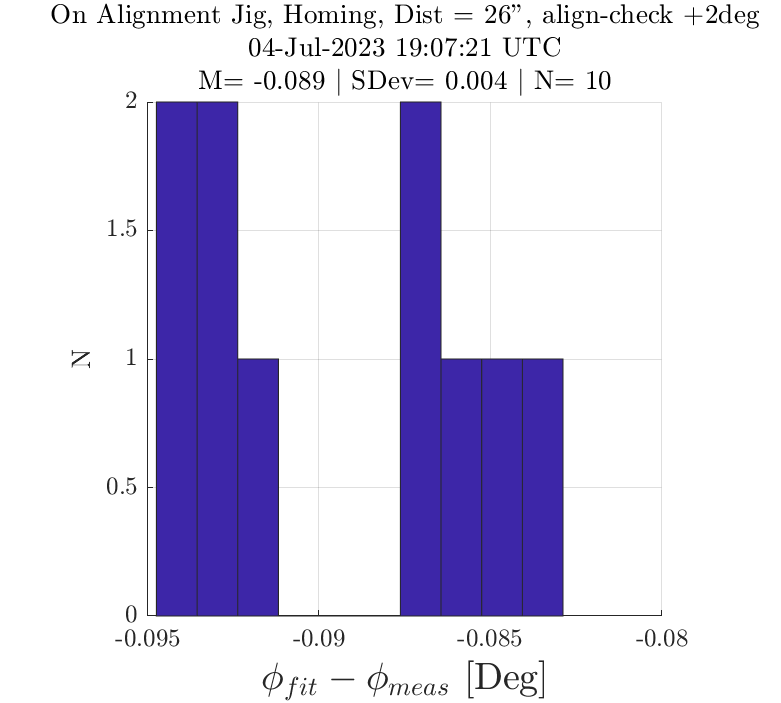 On Alignment Jig, Homing, Dist = 26”, align-check +2deg
04-Jul-2023 19:07:21 UTC
M= -0.089 | SDev= 0.004 | N= 10
2
1.5
1
0.5
0
N
-0.095 -0.09 -0.085 -0.08
ϕ_fit − ϕ_meas [Deg]